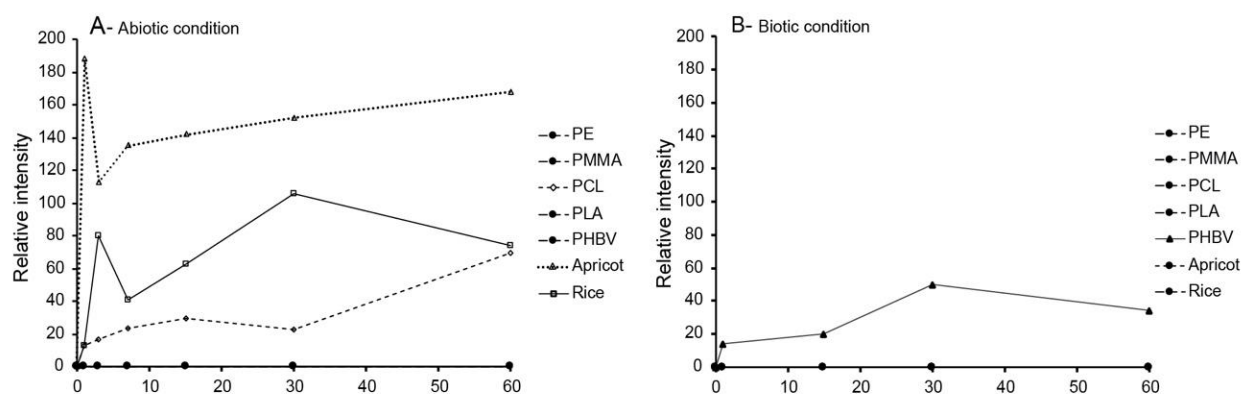 A- Abiotic condition
200
180
160
140
120
100
80
60
40
20
0
Relative intensity
0 10 20 30 40 50 60
PE
PMMA
PCL
PLA
PHBV
Apricot
Rice
B- Biotic condition
200
180
160
140
120
100
80
60
40
20
0
Relative intensity
0 10 20 30 40 50 60
PE
PMMA
PCL
PLA
PHBV
Apricot
Rice